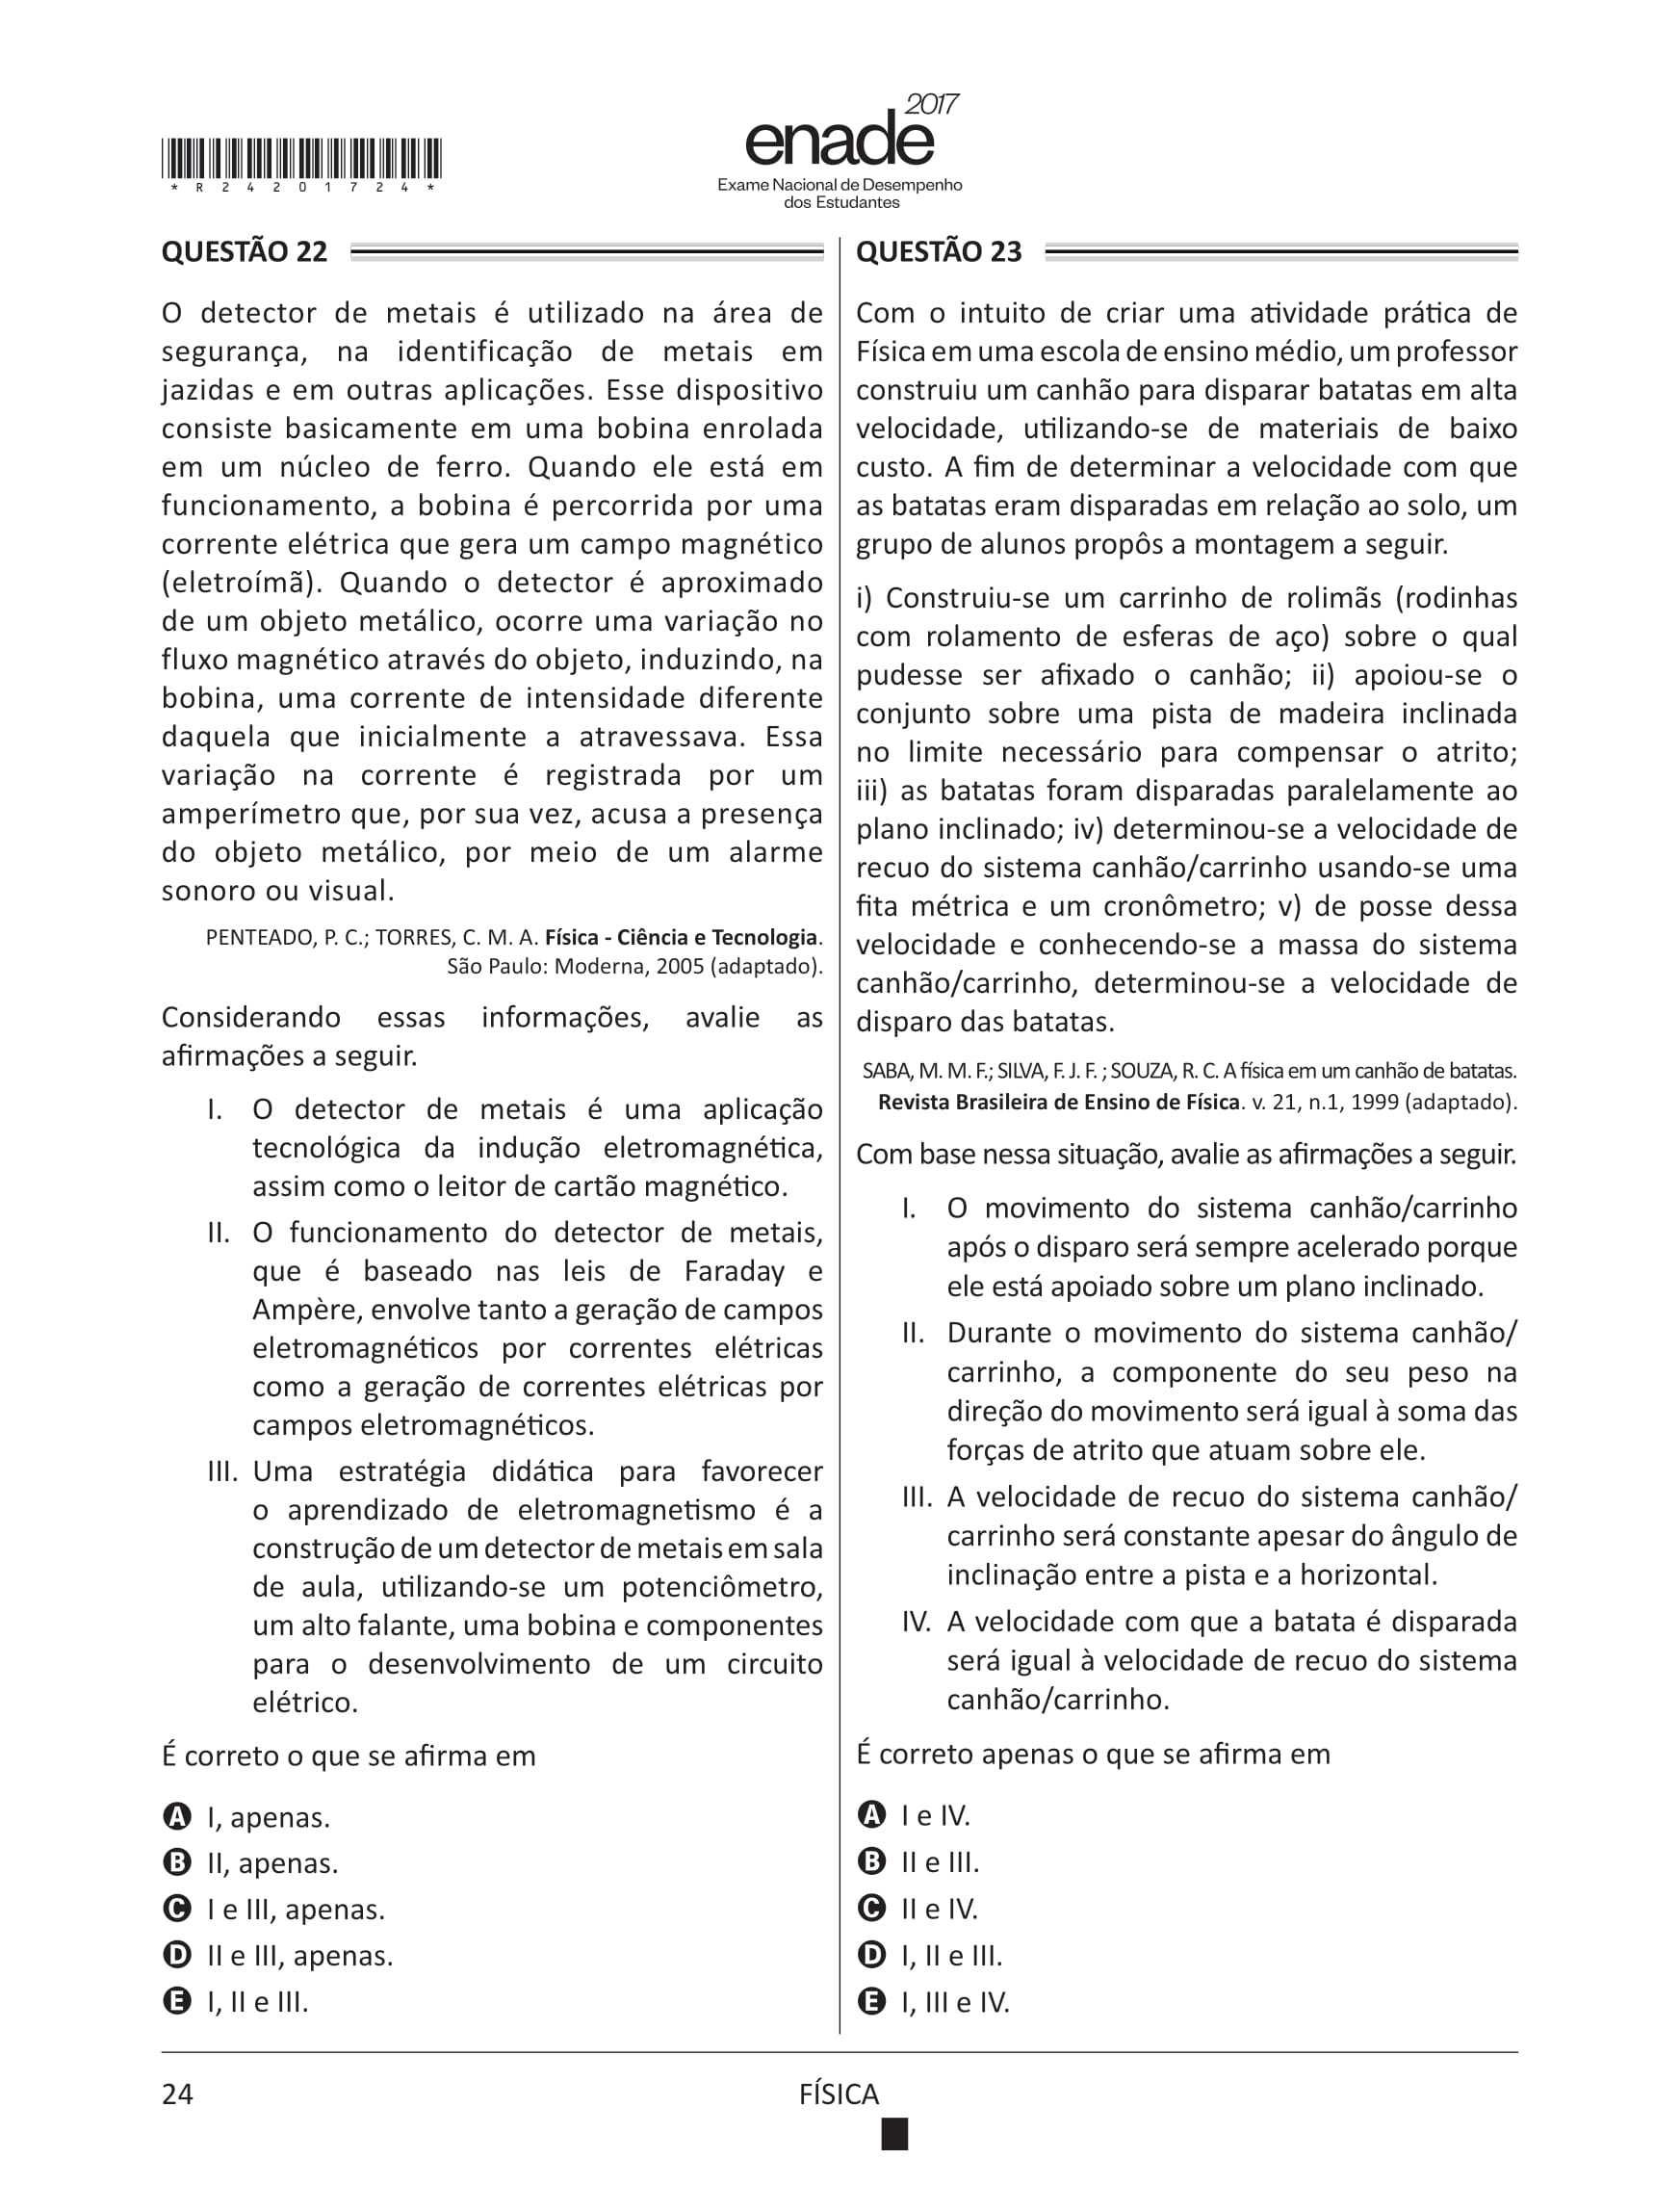 *R24201724*
enade 2017
Exame Nacional de Desempenho
dos Estudantes
QUESTÃO 22
O detector de metais é utilizado na área de
segurança, na identificação de metais em
jazidas e em outras aplicações. Esse dispositivo
consiste basicamente em uma bobina enrolada
em um núcleo de ferro. Quando ele está em
funcionamento, a bobina é percorrida por uma
corrente elétrica que gera um campo magnético
(eletroímã). Quando o detector é aproximado
de um objeto metálico, ocorre uma variação no
fluxo magnético através do objeto, induzindo, na
bobina, uma corrente de intensidade diferente
daquela que inicialmente a atravessava. Essa
variação na corrente é registrada por um
amperímetro que, por sua vez, acusa a presença
do objeto metálico, por meio de um alarme
sonoro ou visual.
PENTEADO, P. C.; TORRES, C. M. A. Física - Ciência e Tecnologia.
São Paulo: Moderna, 2005 (adaptado).
Considerando essas informações, avalie as
afirmações a seguir.
I. O detector de metais é uma aplicação
tecnológica da indução eletromagnética,
assim como o leitor de cartão magnético.
II. O funcionamento do detector de metais,
que é baseado nas leis de Faraday e
Ampère, envolve tanto a geração de campos
eletromagnéticos por correntes elétricas
como a geração de correntes elétricas por
campos eletromagnéticos.
III. Uma estratégia didática para favorecer
o aprendizado de eletromagnetismo é a
construção de um detector de metais em sala
de aula, utilizando-se um potenciômetro,
um alto falante, uma bobina e componentes
para o desenvolvimento de um circuito
elétrico.
É correto o que se afirma em
A I, apenas.
B II, apenas.
C I e III, apenas.
D II e III, apenas.
E I, II e III.
QUESTÃO 23
Com o intuito de criar uma atividade prática de
Física em uma escola de ensino médio, um professor
construiu um canhão para disparar batatas em alta
velocidade, utilizando-se de materiais de baixo
custo. A fim de determinar a velocidade com que
as batatas eram disparadas em relação ao solo, um
grupo de alunos propôs a montagem a seguir.
i) Construiu-se um carrinho de rolimãs (rodinhas
com rolamento de esferas de aço) sobre o qual
pudesse ser afixado o canhão; ii) apoiou-se o
conjunto sobre uma pista de madeira inclinada
no limite necessário para compensar o atrito;
iii) as batatas foram disparadas paralelamente ao
plano inclinado; iv) determinou-se a velocidade de
recuo do sistema canhão/carrinho usando-se uma
fita métrica e um cronômetro; v) de posse dessa
velocidade e conhecendo-se a massa do sistema
canhão/carrinho, determinou-se a velocidade de
disparo das batatas.
SABA, M. M. F.; SILVA, F. J. F. ; SOUZA, R. C. A física em um canhão de batatas.
Revista Brasileira de Ensino de Física. v. 21, n.1, 1999 (adaptado).
Com base nessa situação, avalie as afirmações a seguir.
I. O movimento do sistema canhão/carrinho
após o disparo será sempre acelerado porque
ele está apoiado sobre um plano inclinado.
II. Durante o movimento do sistema canhão/
carrinho, a componente do seu peso na
direção do movimento será igual à soma das
forças de atrito que atuam sobre ele.
III. A velocidade de recuo do sistema canhão/
carrinho será constante apesar do ângulo de
inclinação entre a pista e a horizontal.
IV. A velocidade com que a batata é disparada
será igual à velocidade de recuo do sistema
canhão/carrinho.
É correto apenas o que se afirma em
A I e IV.
B II e III.
C II e IV.
D I, II e III.
E I, III e IV.
24
FÍSICA